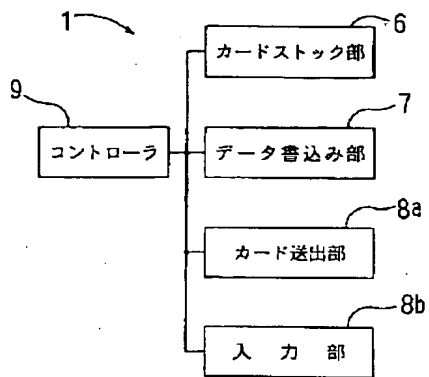 1
6
カードストック部
9
コントローラ
7
データ書込み部
8a
カード送出部
8b
入力部